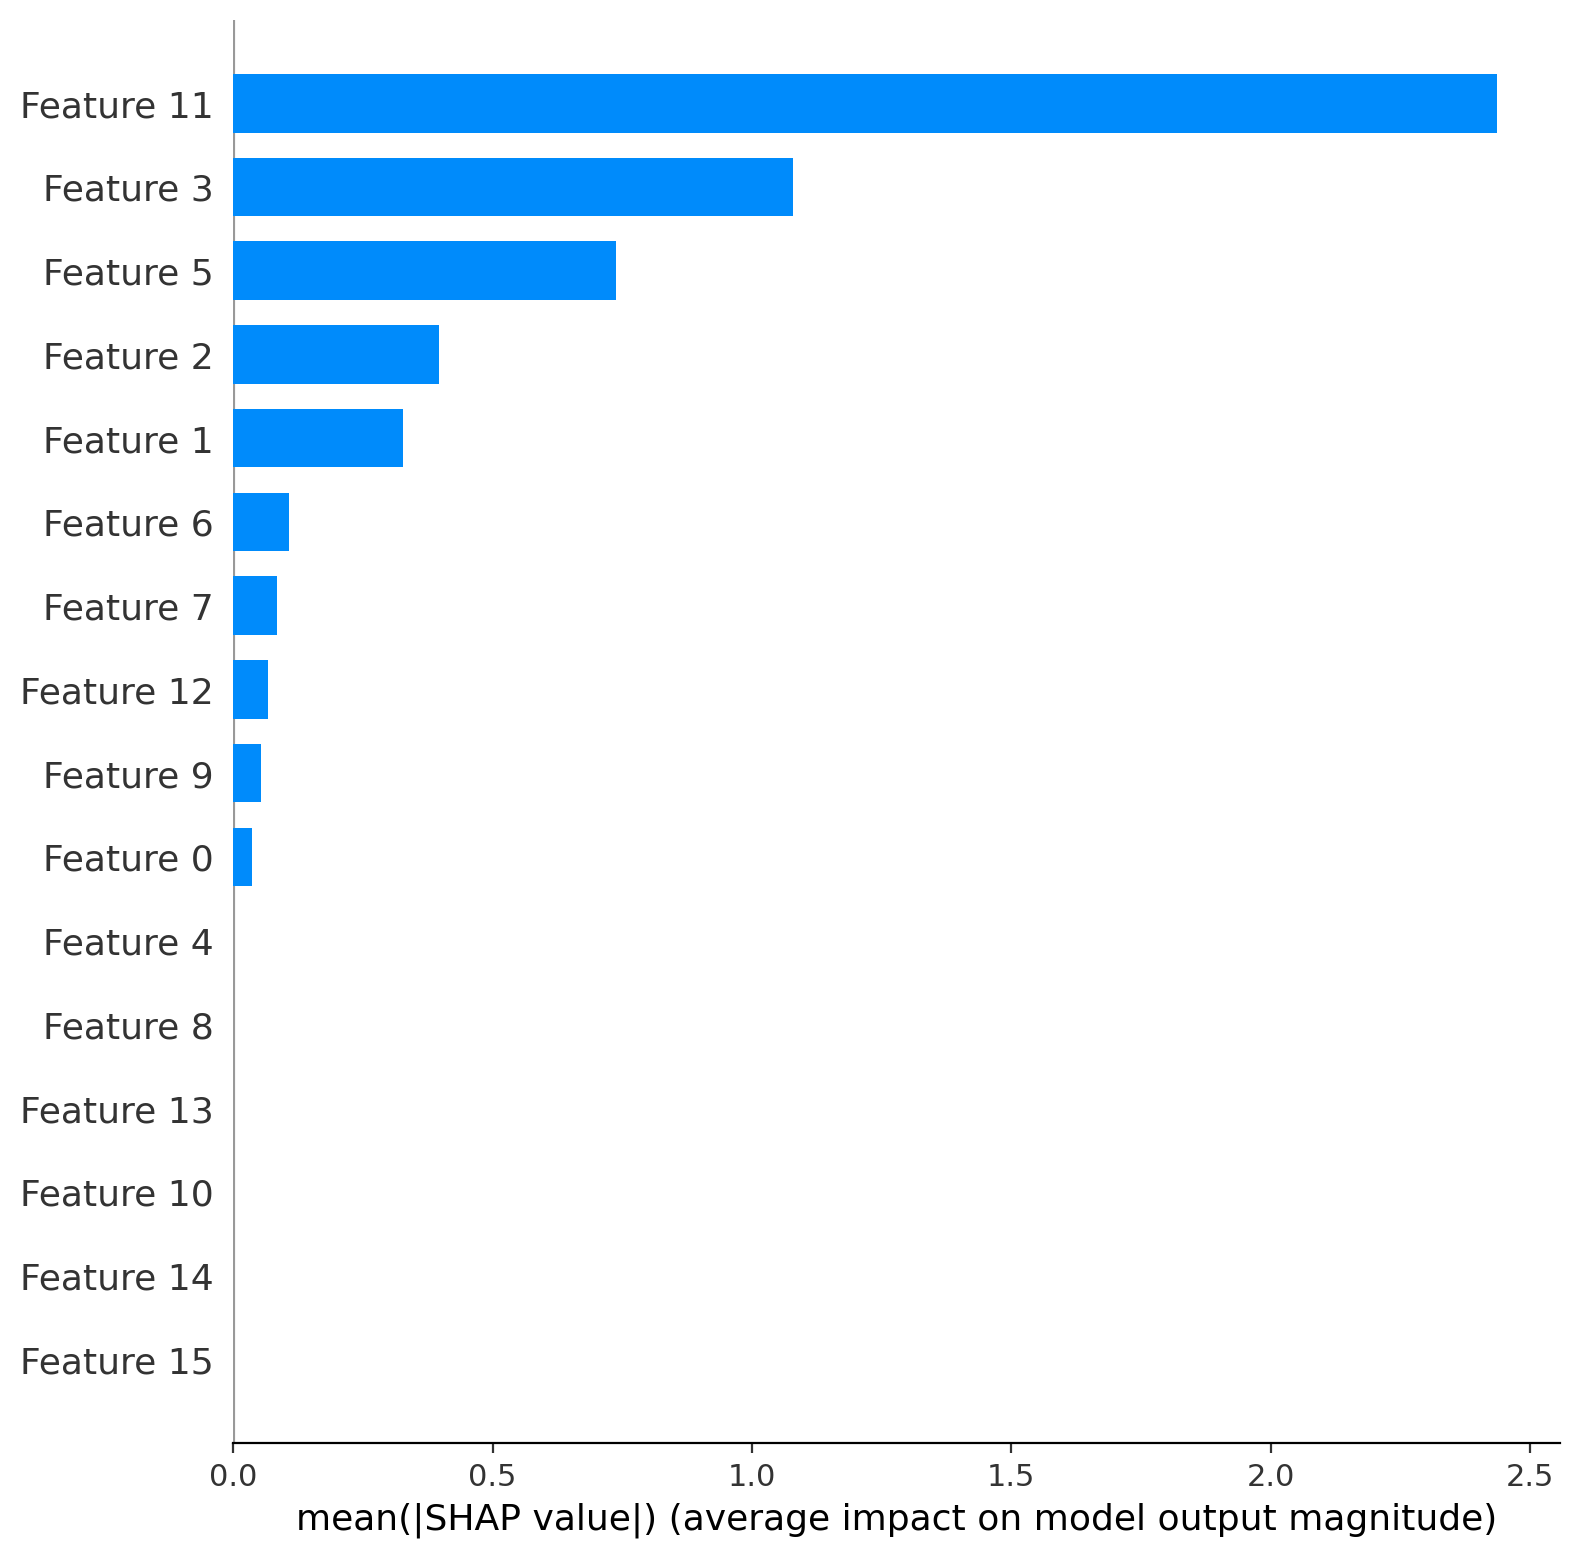 Feature 11
Feature 3
Feature 5
Feature 2
Feature 1
Feature 6
Feature 7
Feature 12
Feature 9
Feature 0
Feature 4
Feature 8
Feature 13
Feature 10
Feature 14
Feature 15
0.0 0.5 1.0 1.5 2.0 2.5
mean(|SHAP value|) (average impact on model output magnitude)